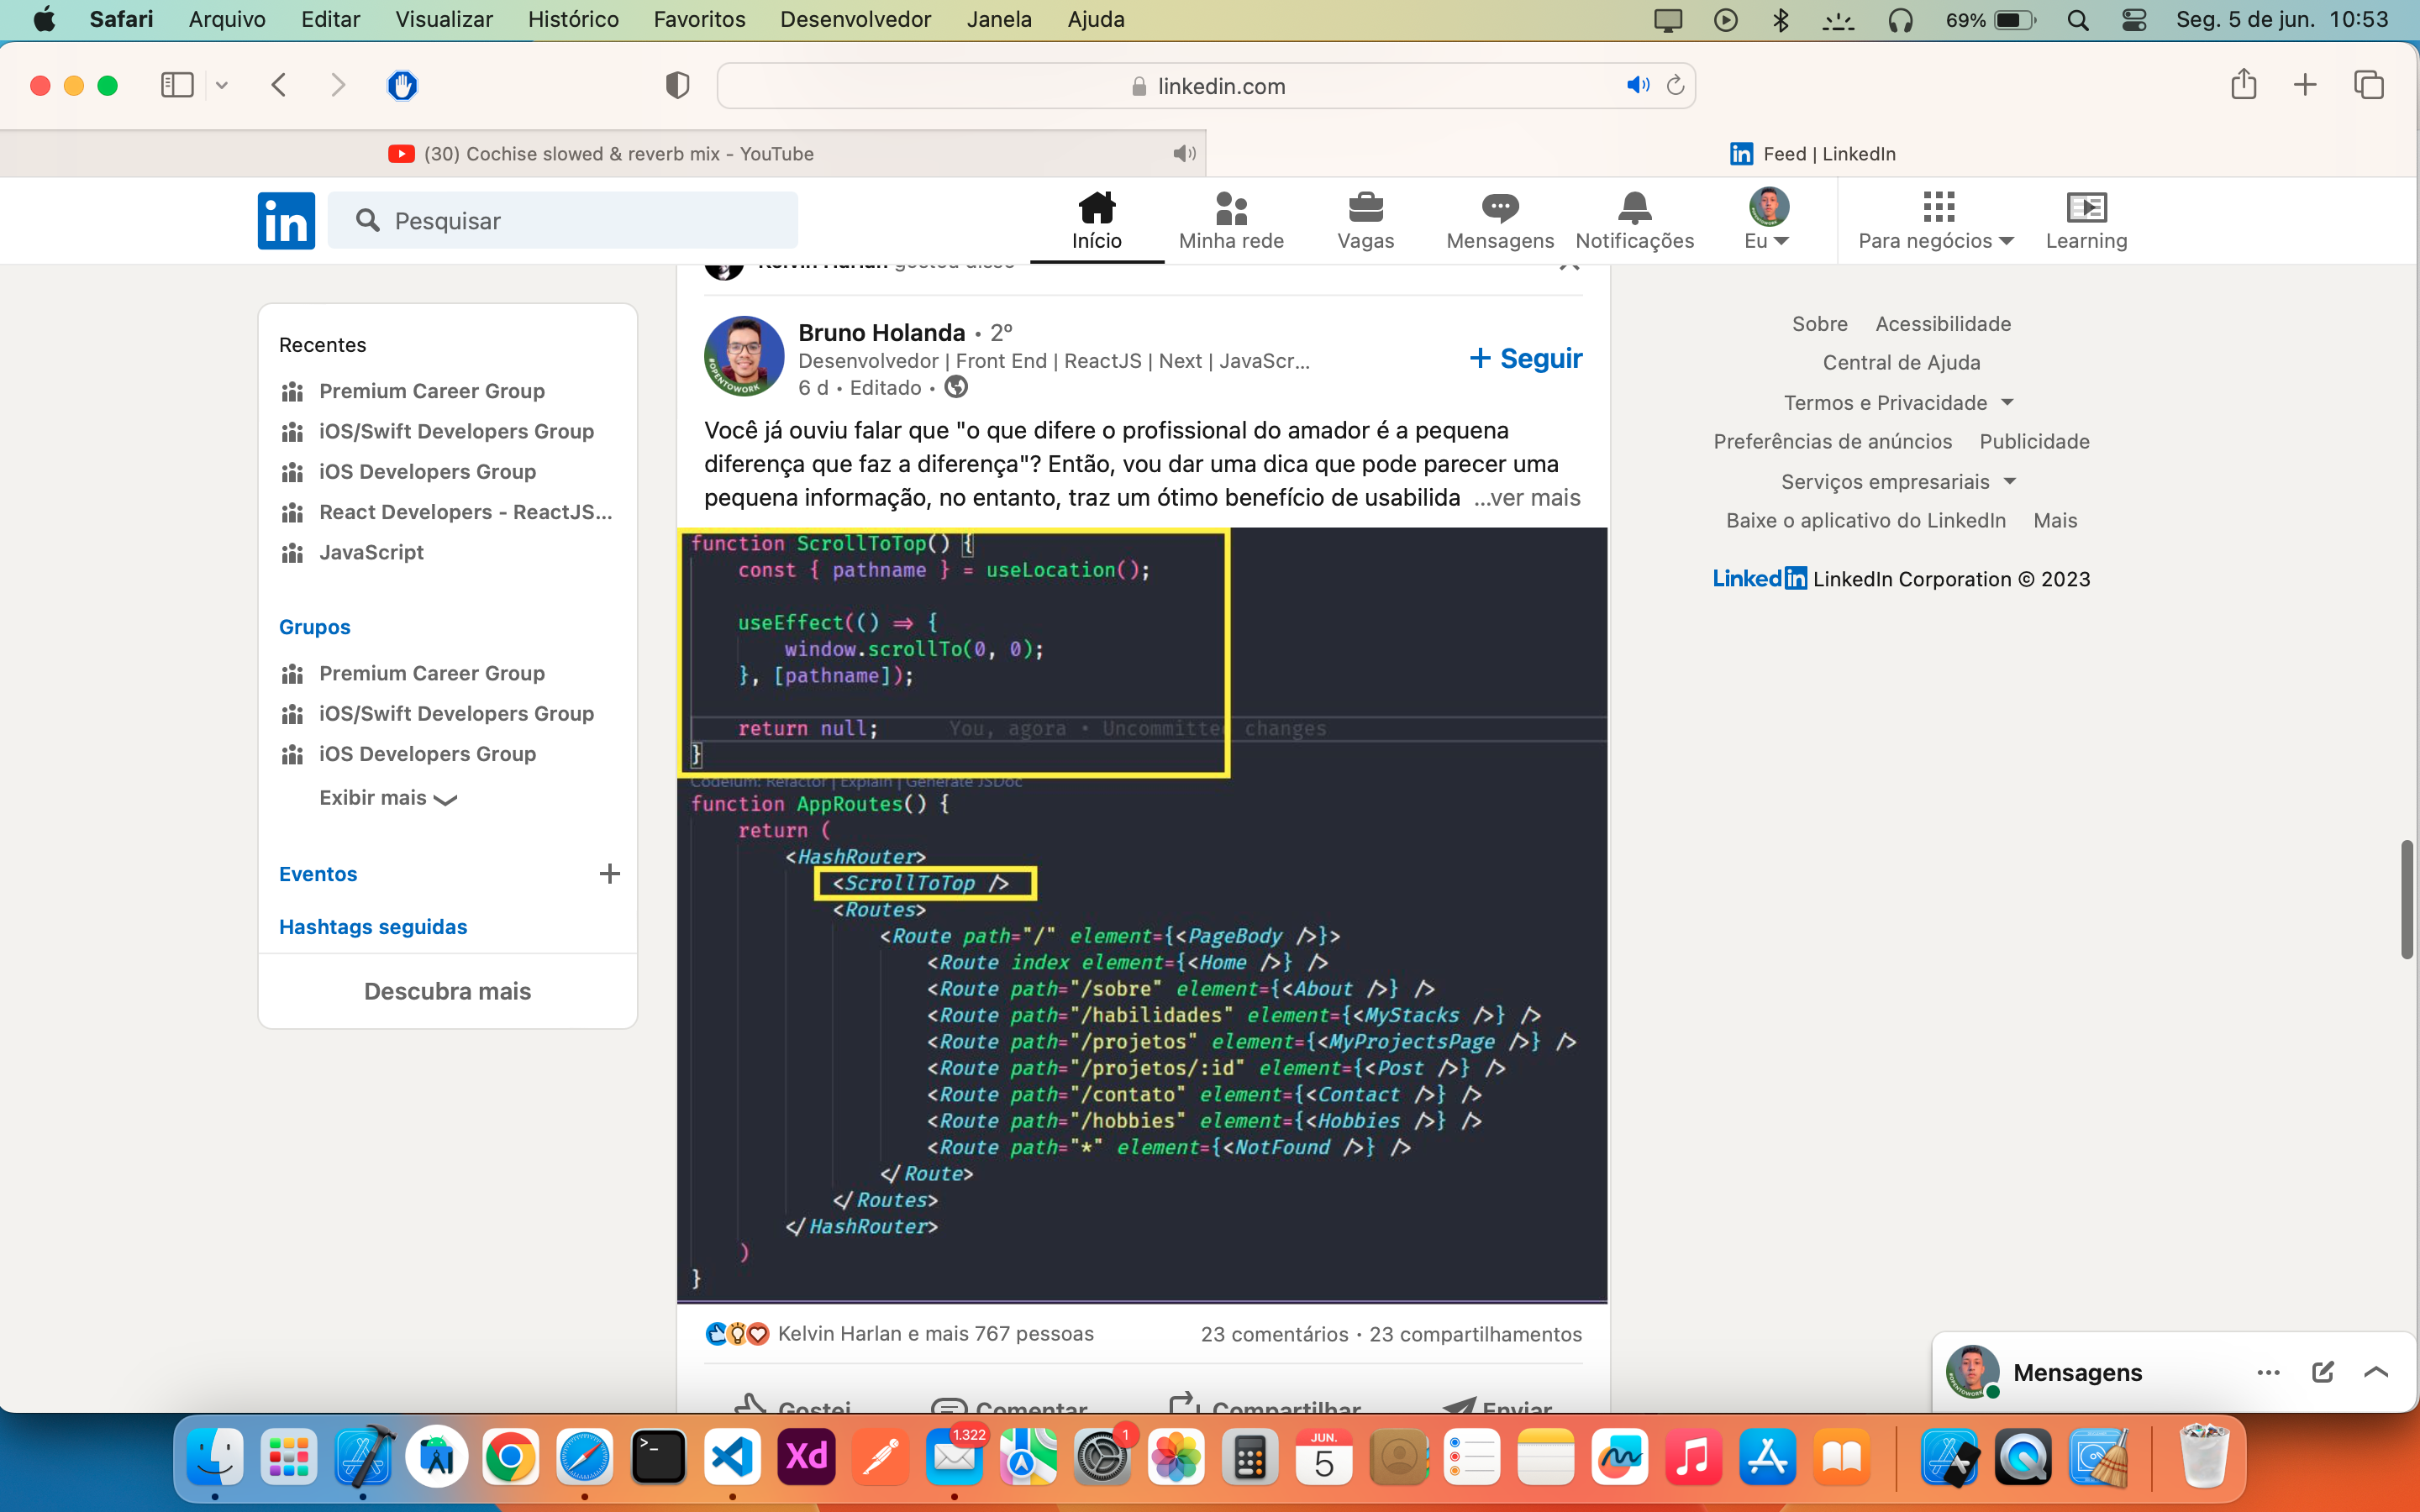 Safari Arquivo Editar Visualizar Histórico Favoritos Desenvolvedor Janela Ajuda 69% Seg. 5 de jun. 10:53
linkedin.com
(30) Cochise slowed & reverb mix - YouTube
in Feed | LinkedIn
in Pesquisar
Início Minha rede Vagas Mensagens Notificações Eu Para negócios Learning
Recentes
Premium Career Group
iOS/Swift Developers Group
iOS Developers Group
React Developers - ReactJS...
JavaScript
Grupos
Premium Career Group
iOS/Swift Developers Group
iOS Developers Group
Exibir mais
Eventos
Hashtags seguidas
Descubra mais
Kelvin Harlan gostou disso
#OPENTOWORK
Bruno Holanda • 2º
Desenvolvedor | Front End | ReactJS | Next | JavaScr...
6 d • Editado •
+ Seguir
Você já ouviu falar que "o que difere o profissional do amador é a pequena
diferença que faz a diferença"? Então, vou dar uma dica que pode parecer uma
pequena informação, no entanto, traz um ótimo benefício de usabilida ...ver mais
function ScrollToTop() {
const { pathname } = useLocation();
useEffect(() ⇒ {
window.scrollTo(0, 0);
}, [pathname]);
return null; You, agora • Uncommitted changes
}
Codeium: Refactor | Explain | Generate JSDoc
function AppRoutes() {
return (
<HashRouter>
<ScrollToTop />
<Routes>
<Route path="/" element={<PageBody />}>
<Route index element={<Home />} />
<Route path="/sobre" element={<About />} />
<Route path="/habilidades" element={<MyStacks />} />
<Route path="/projetos" element={<MyProjectsPage />} />
<Route path="/projetos/:id" element={<Post />} />
<Route path="/contato" element={<Contact />} />
<Route path="/hobbies" element={<Hobbies />} />
<Route path="*" element={<NotFound />} />
</Route>
</Routes>
</HashRouter>
)
}
Kelvin Harlan e mais 767 pessoas
23 comentários • 23 compartilhamentos
Gostei Comentar Compartilhar Enviar
Sobre Acessibilidade
Central de Ajuda
Termos e Privacidade
Preferências de anúncios Publicidade
Serviços empresariais
Baixe o aplicativo do LinkedIn Mais
LinkedIn LinkedIn Corporation © 2023
Mensagens
Xd
1.322
1
JUN.
5